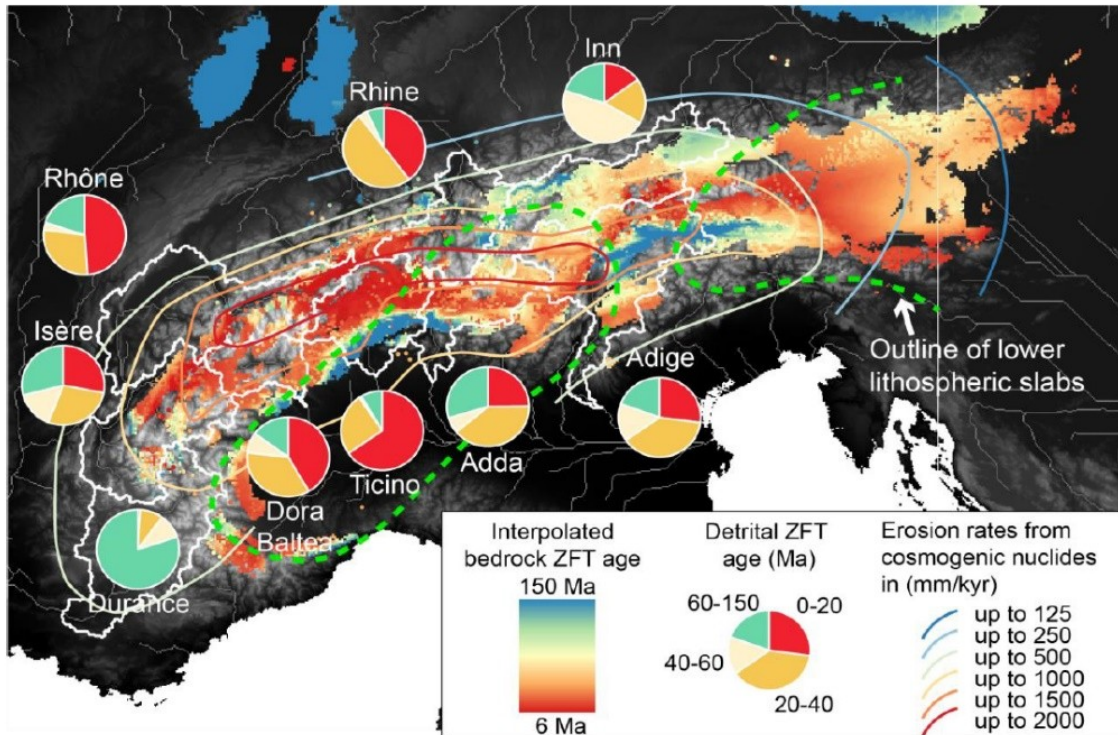 Inn
Rhine
Rhône
Isère
Durance
Dora
Baltea
Ticino
Adda
Adige
Outline of lower
lithospheric slabs
Interpolated
bedrock ZFT age
150 Ma
6 Ma
Detrital ZFT
age (Ma)
60-150
0-20
40-60
20-40
Erosion rates from
cosmogenic nuclides
in (mm/kyr)
up to 125
up to 250
up to 500
up to 1000
up to 1500
up to 2000